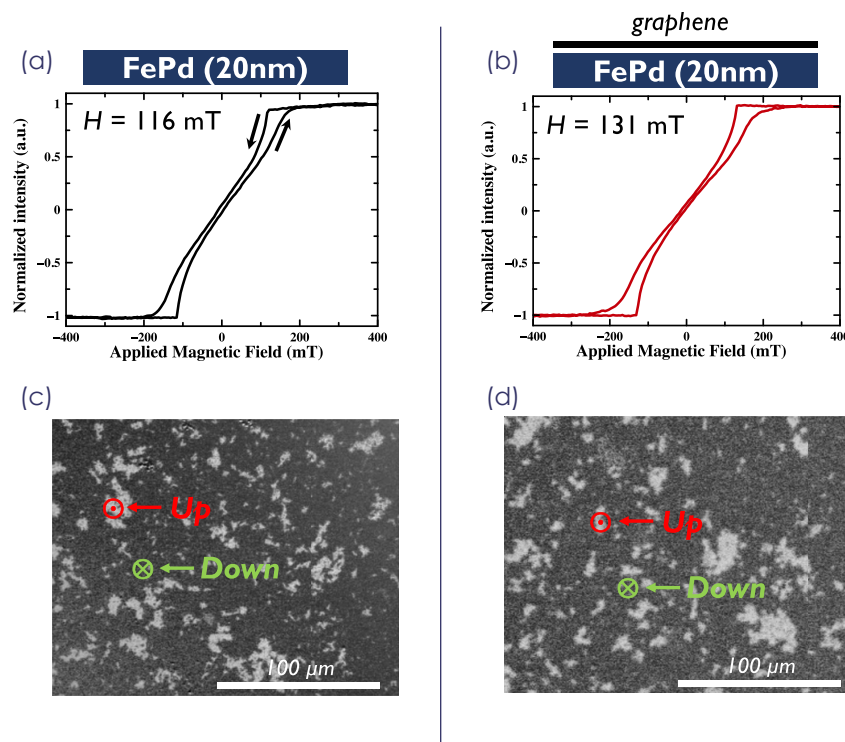 (a)
FePd (20nm)
H = 116 mT
Normalized intensity (a.u.)
1
0.5
0
−0.5
−1
−400
−200
0
200
400
Applied Magnetic Field (mT)
graphene
(b)
FePd (20nm)
H = 131 mT
Normalized intensity (a.u.)
1
0.5
0
−0.5
−1
−400
−200
0
200
400
Applied Magnetic Field (mT)
(c)
Up
Down
100 µm
(d)
Up
Down
100 µm